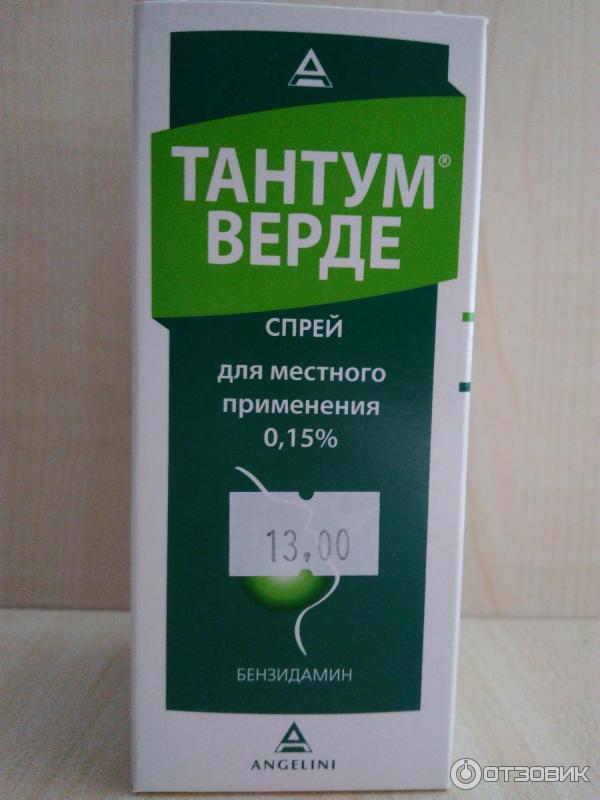 ТАНТУМ®
ВЕРДЕ
СПРЕЙ
для местного
применения
0,15%
13,00
БЕНЗИДАМИН
ANGELINI
ОТЗОВИК